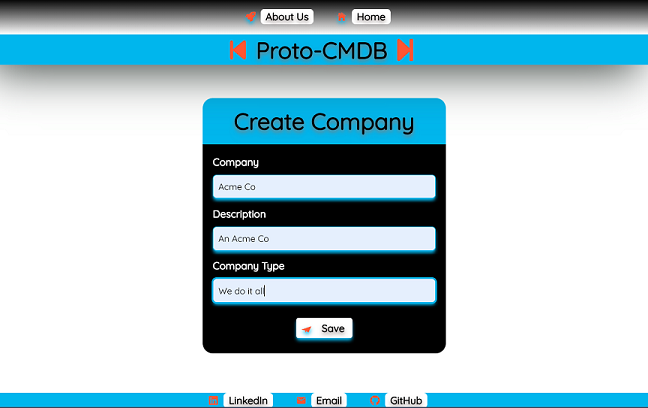 About Us Home
Proto-CMDB
Create Company
Company
Acme Co
Description
An Acme Co
Company Type
We do it all
Save
LinkedIn Email GitHub